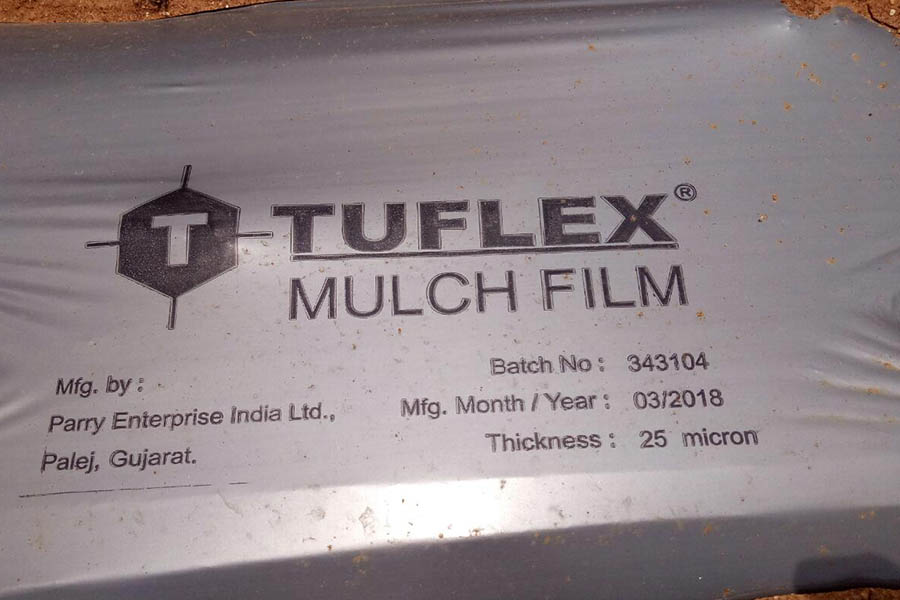 T
TUFLEX®
MULCH FILM
Mfg. by :
Parry Enterprise India Ltd.,
Palej, Gujarat.
Batch No : 343104
Mfg. Month / Year : 03/2018
Thickness : 25 micron